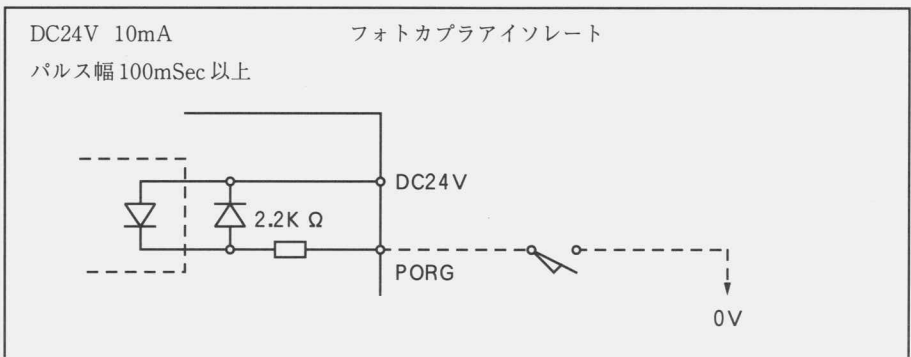 DC24V 10mA フォトカプラアイソレート
パルス幅100mSec以上
DC24V
2.2K Ω
PORG
0V